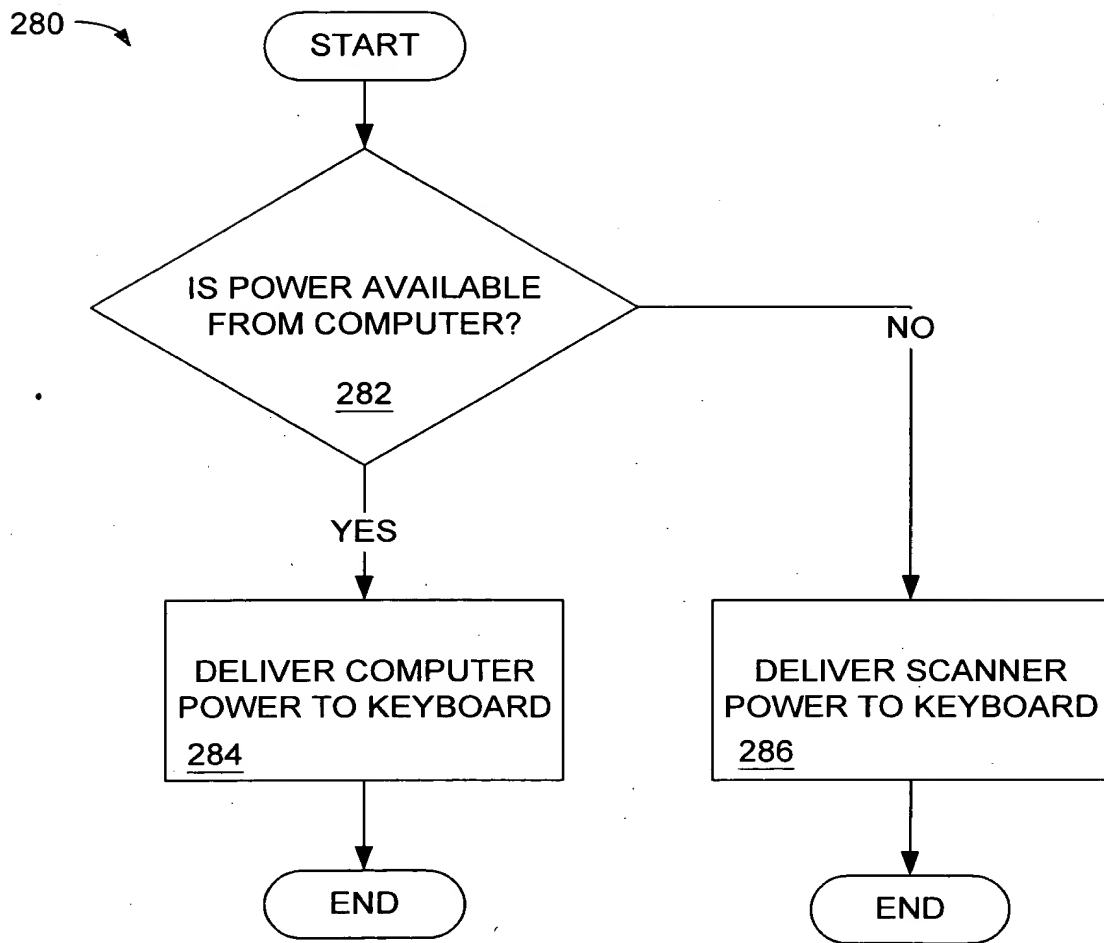 280
START
IS POWER AVAILABLE
FROM COMPUTER?
282
NO
YES
DELIVER COMPUTER
POWER TO KEYBOARD
284
DELIVER SCANNER
POWER TO KEYBOARD
286
END
END